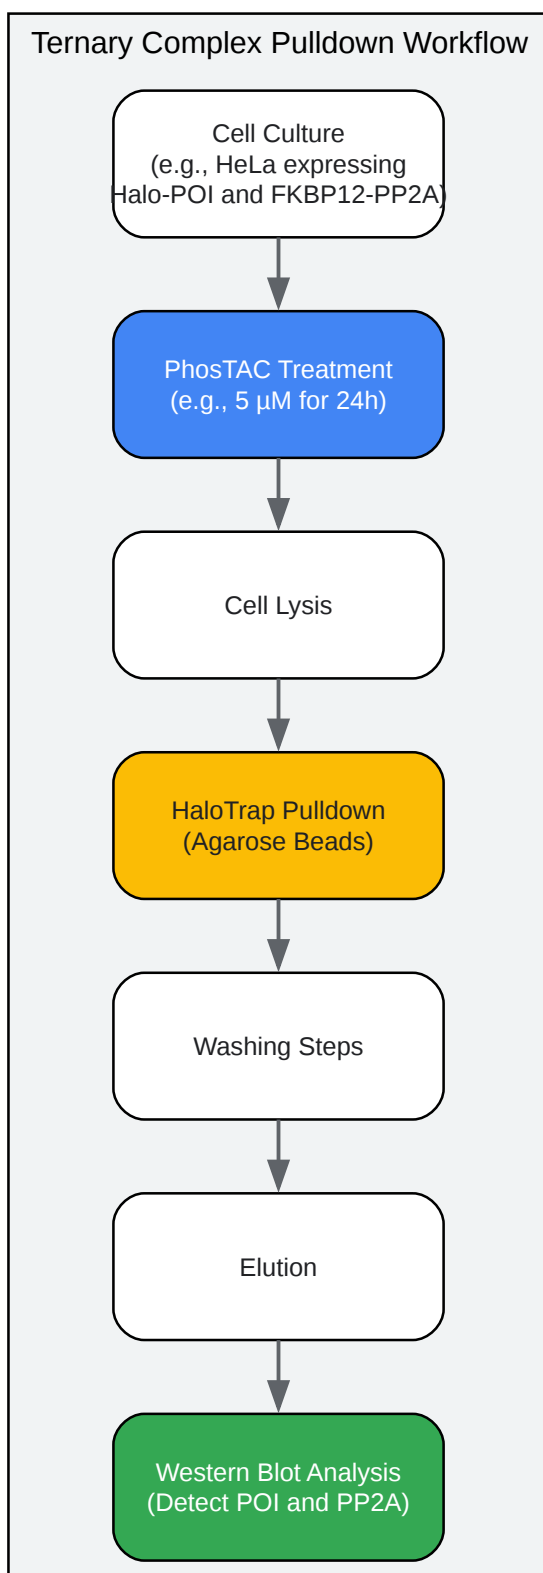 Ternary Complex Pulldown Workflow
Cell Culture
(e.g., HeLa expressing
Halo-POI and FKBP12-PP2A)
PhosTAC Treatment
(e.g., 5 µM for 24h)
Cell Lysis
HaloTrap Pulldown
(Agarose Beads)
Washing Steps
Elution
Western Blot Analysis
(Detect POI and PP2A)